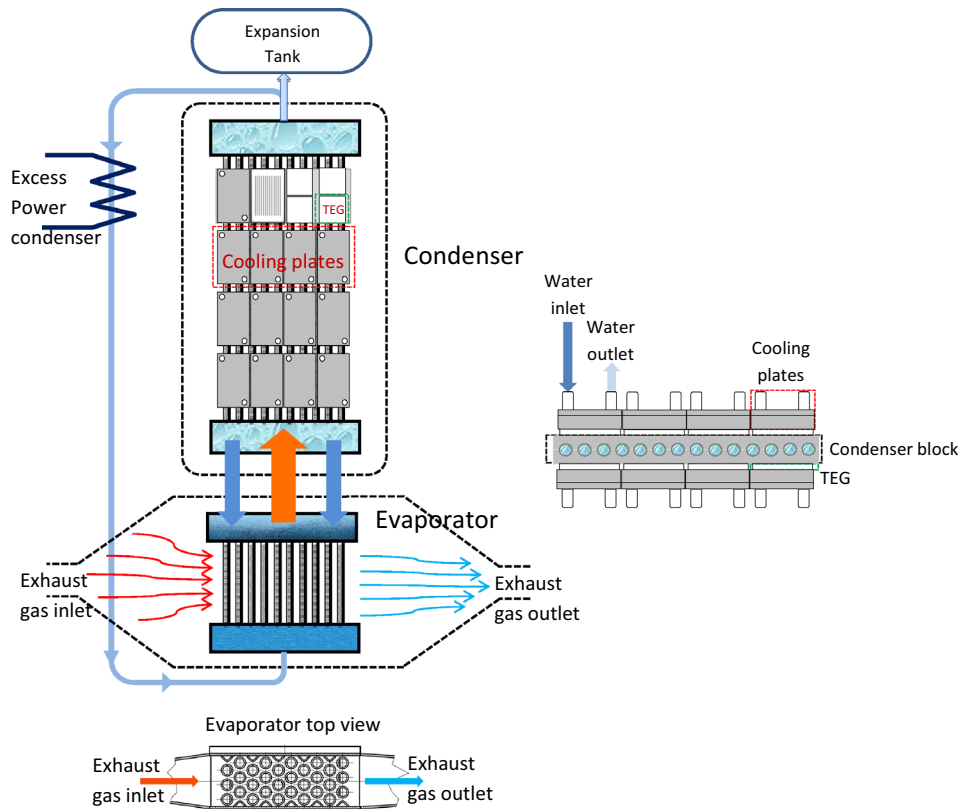 Expansion
Tank
Excess
Power
condenser
TEG
Cooling plates
Condenser
Water
inlet
Water
outlet
Cooling
plates
Condenser block
TEG
Evaporator
Exhaust
gas inlet
Exhaust
gas outlet
Evaporator top view
Exhaust
gas inlet
Exhaust
gas outlet